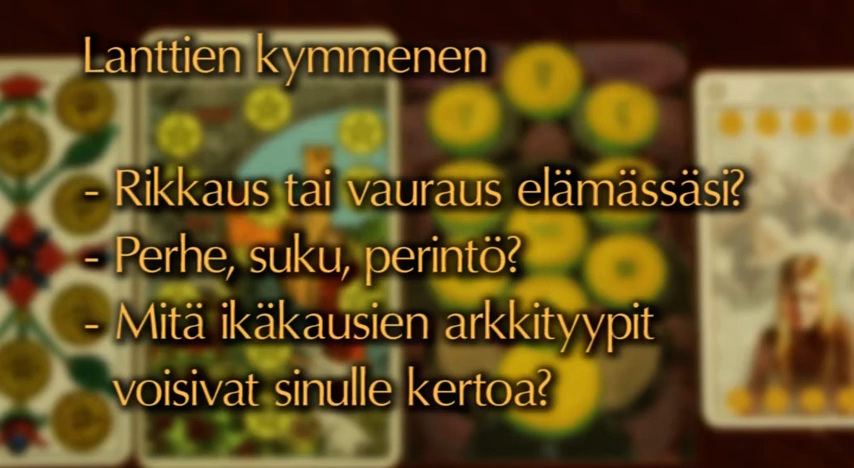 Lanttien kymmenen
- Rikkaus tai vauraus elämässäsi?
- Perhe, suku, perintö?
- Mitä ikäkausien arkkityypit
voisivat sinulle kertoa?